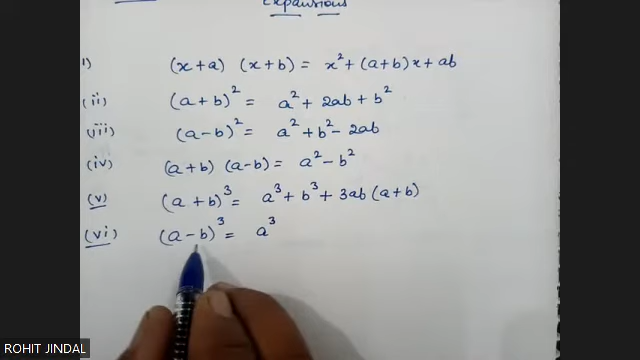 Expansions
i) (x+a) (x+b) = x² + (a+b)x + ab
(ii) (a+b)² = a² + 2ab + b²
(iii) (a-b)² = a² + b² - 2ab
(iv) (a+b) (a-b) = a² - b²
(v) (a+b)³ = a³ + b³ + 3ab (a+b)
(vi) (a-b)³ = a³
ROHIT JINDAL